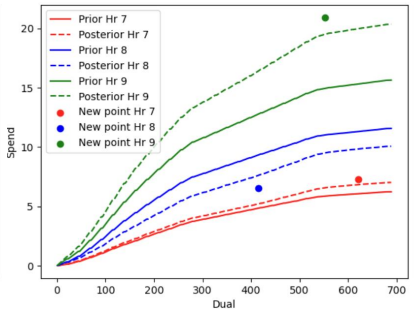 Prior Hr 7
Posterior Hr 7
Prior Hr 8
Posterior Hr 8
Prior Hr 9
Posterior Hr 9
New point Hr 7
New point Hr 8
New point Hr 9
20
15
10
5
0
Spend
0 100 200 300 400 500 600 700
Dual